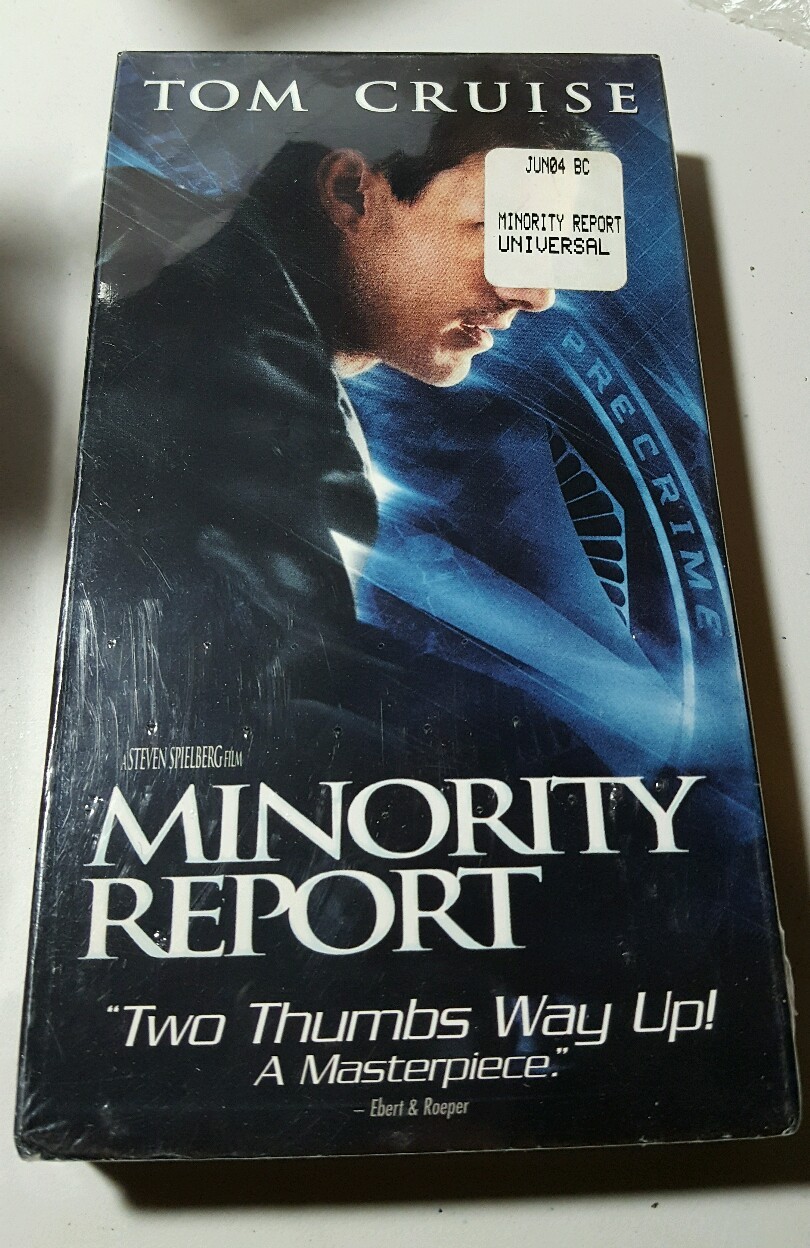 TOM CRUISE
JUN04 BC
MINORITY REPORT
UNIVERSAL
PRECRIME
A STEVEN SPIELBERG FILM
MINORITY
REPORT
"Two Thumbs Way Up!
A Masterpiece."
– Ebert & Roeper